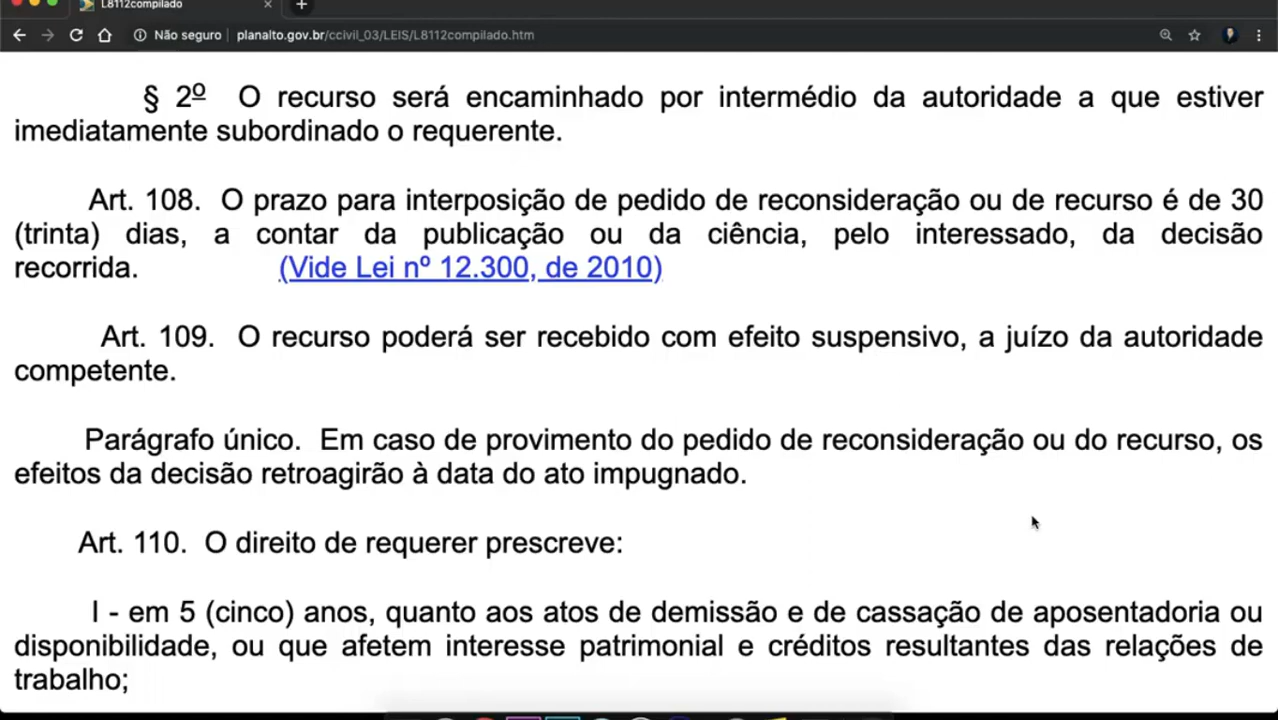 L8112compilado
Não seguro planalto.gov.br/ccivil_03/LEIS/L8112compilado.htm
§ 2º O recurso será encaminhado por intermédio da autoridade a que estiver
imediatamente subordinado o requerente.
Art. 108. O prazo para interposição de pedido de reconsideração ou de recurso é de 30
(trinta) dias, a contar da publicação ou da ciência, pelo interessado, da decisão
recorrida. (Vide Lei nº 12.300, de 2010)
Art. 109. O recurso poderá ser recebido com efeito suspensivo, a juízo da autoridade
competente.
Parágrafo único. Em caso de provimento do pedido de reconsideração ou do recurso, os
efeitos da decisão retroagirão à data do ato impugnado.
Art. 110. O direito de requerer prescreve:
I - em 5 (cinco) anos, quanto aos atos de demissão e de cassação de aposentadoria ou
disponibilidade, ou que afetem interesse patrimonial e créditos resultantes das relações de
trabalho;